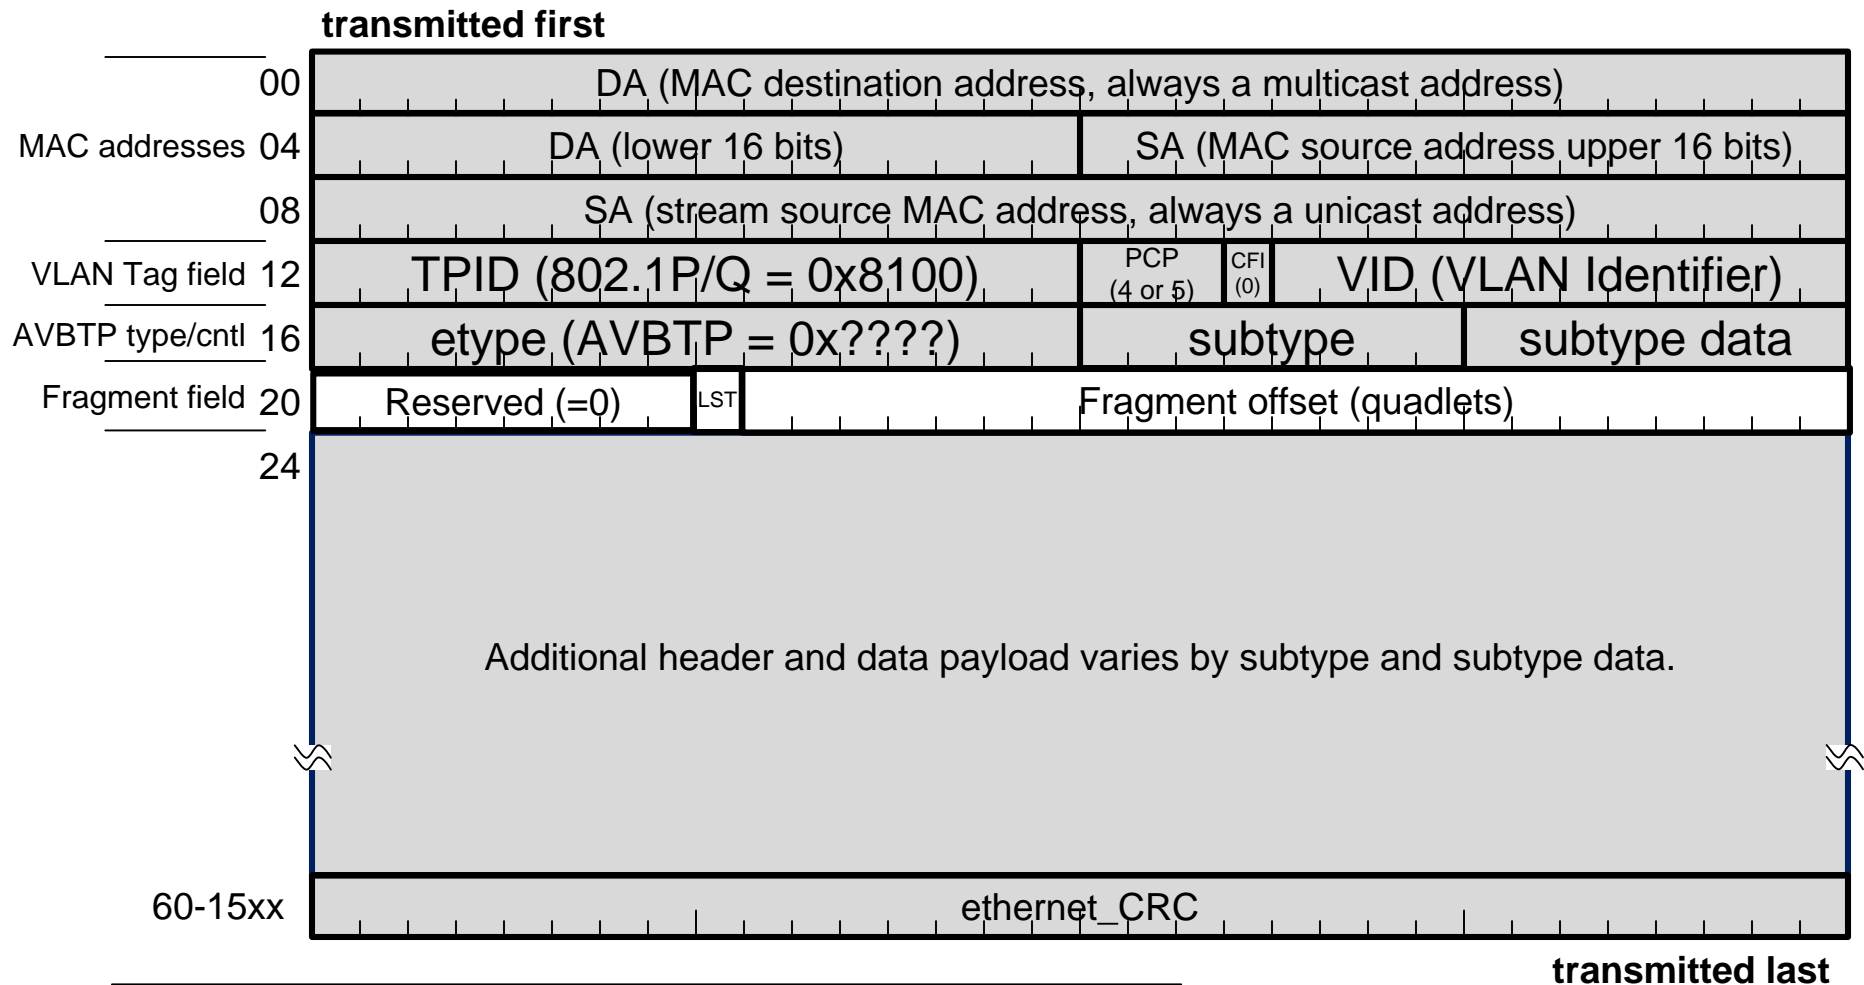 transmitted first
00 DA (MAC destination address, always a multicast address)
MAC addresses 04 DA (lower 16 bits) SA (MAC source address upper 16 bits)
08 SA (stream source MAC address, always a unicast address)
VLAN Tag field 12 TPID (802.1P/Q = 0x8100) PCP (4 or 5) CFI (0) VID (VLAN Identifier)
AVBTP type/cntl 16 etype (AVBTP = 0x????) subtype subtype data
Fragment field 20 Reserved (=0) LST Fragment offset (quadlets)
24
Additional header and data payload varies by subtype and subtype data.
60-15xx ethernet_CRC
transmitted last